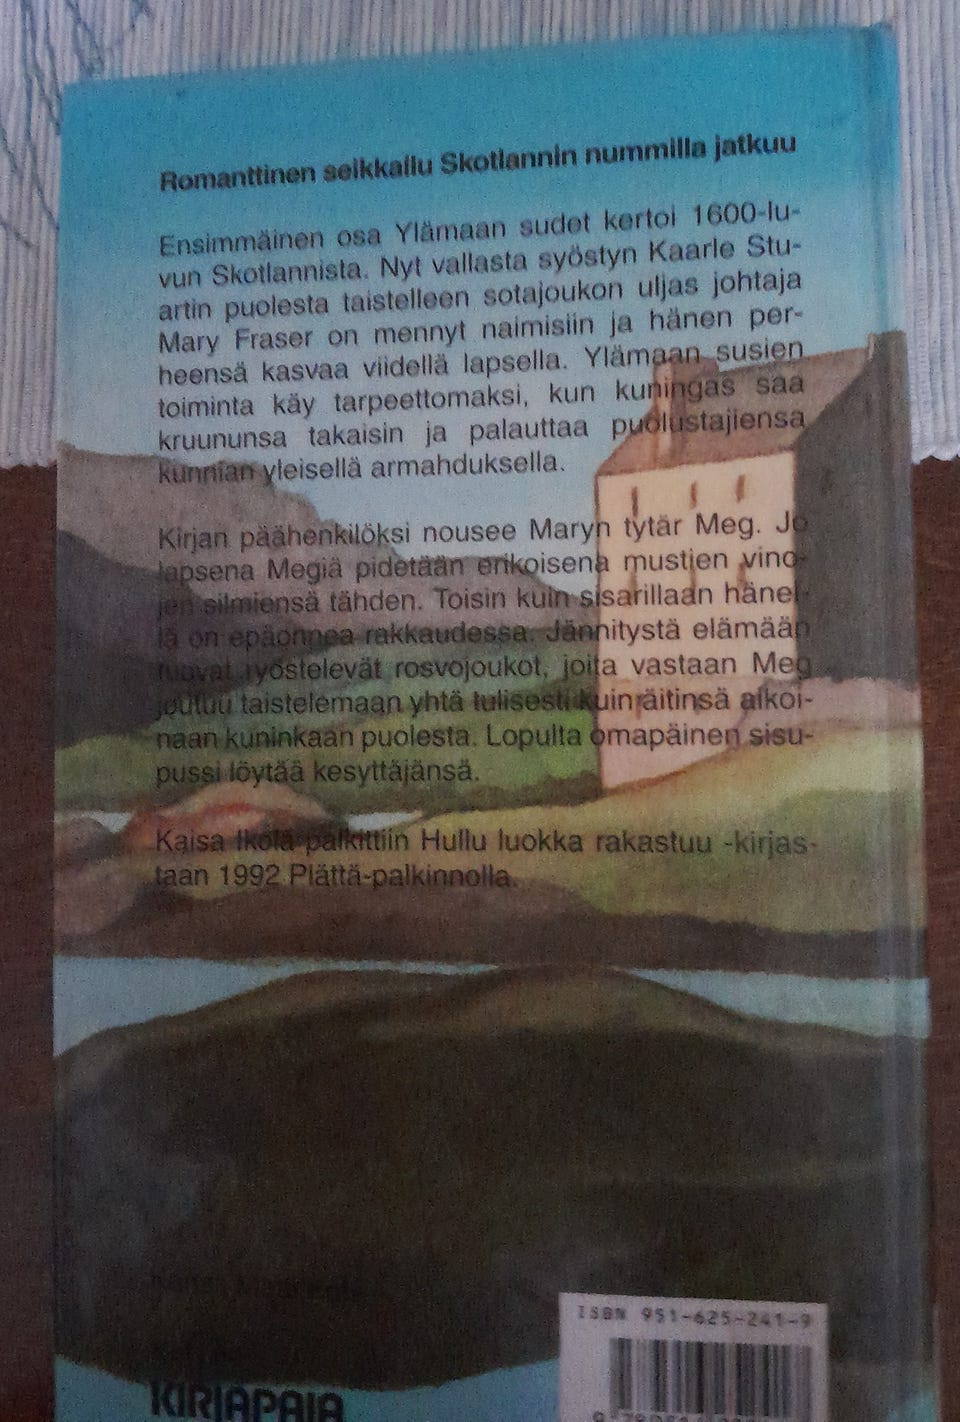 Romanttinen seikkailu Skotlannin nummilla jatkuu
Ensimmäinen osa Ylämaan sudet kertoi 1600-lu-
vun Skotlannista. Nyt vallasta syöstyn Kaarle Stu-
artin puolesta taistelleen sotajoukon uljas johtaja
Mary Fraser on mennyt naimisiin ja hänen per-
heensä kasvaa viidellä lapsella. Ylämaan susien
toiminta käy tarpeettomaksi, kun kuningas saa
kruununsa takaisin ja palauttaa puolustajiensa
kunnian yleisellä armahduksella.
Kirjan päähenkilöksi nousee Maryn tytär Meg. Jo
lapsena Megiä pidetään erikoisena mustien vino-
jen silmiensä tähden. Toisin kuin sisarillaan hänel-
lä on epäonnea rakkaudessa. Jännitystä elämään
tuovat ryöstelevät rosvojoukot, joita vastaan Meg
joutuu taistelemaan yhtä tulisesti kuin äitinsä aikoi-
naan kuninkaan puolesta. Lopulta omapäinen sisu-
pussi löytää kesyttäjänsä.
Kaisa Ikola palkittiin Hullu luokka rakastuu -kirjas-
taan 1992 Plättä-palkinnolla.
ISBN 951-625-241-9
KIRJAPAJA